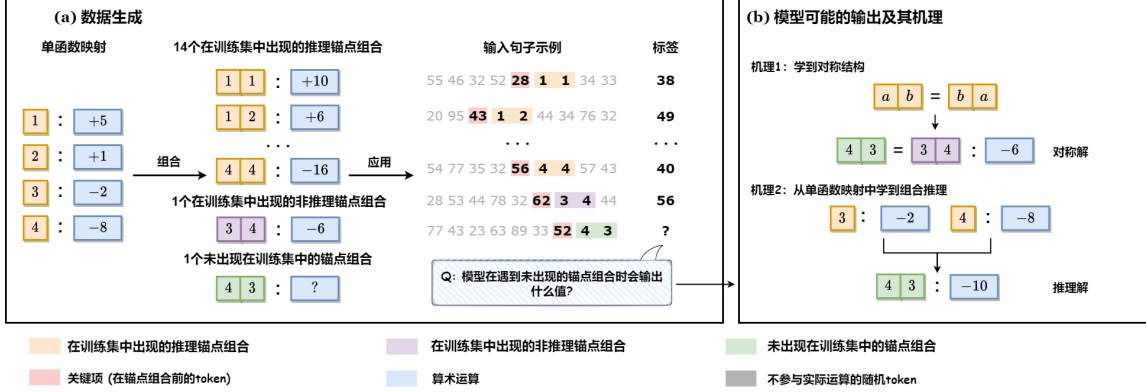 (a) 数据生成
单函数映射
1 : +5
2 : +1
3 : −2
4 : −8
组合
14个在训练集中出现的推理锚点组合
1 1 : +10
1 2 : +6
· · ·
4 4 : −16
1个在训练集中出现的非推理锚点组合
3 4 : −6
1个未出现在训练集中的锚点组合
4 3 : ?
应用
输入句子示例 标签
55 46 32 52 28 1 1 34 33 38
20 95 43 1 2 44 34 76 32 49
· · · · · ·
54 77 35 32 56 4 4 57 43 40
28 53 44 78 32 62 3 4 44 56
77 43 23 63 89 33 52 4 3 ?
Q: 模型在遇到未出现的锚点组合时会输出
什么值?
(b) 模型可能的输出及其机理
机理1: 学到对称结构
a b = b a
4 3 = 3 4 : −6 对称解
机理2: 从单函数映射中学到组合推理
3 : −2 4 : −8
4 3 : −10 推理解
在训练集中出现的推理锚点组合 在训练集中出现的非推理锚点组合 未出现在训练集中的锚点组合
关键项 (在锚点组合前的token) 算术运算 不参与实际运算的随机token